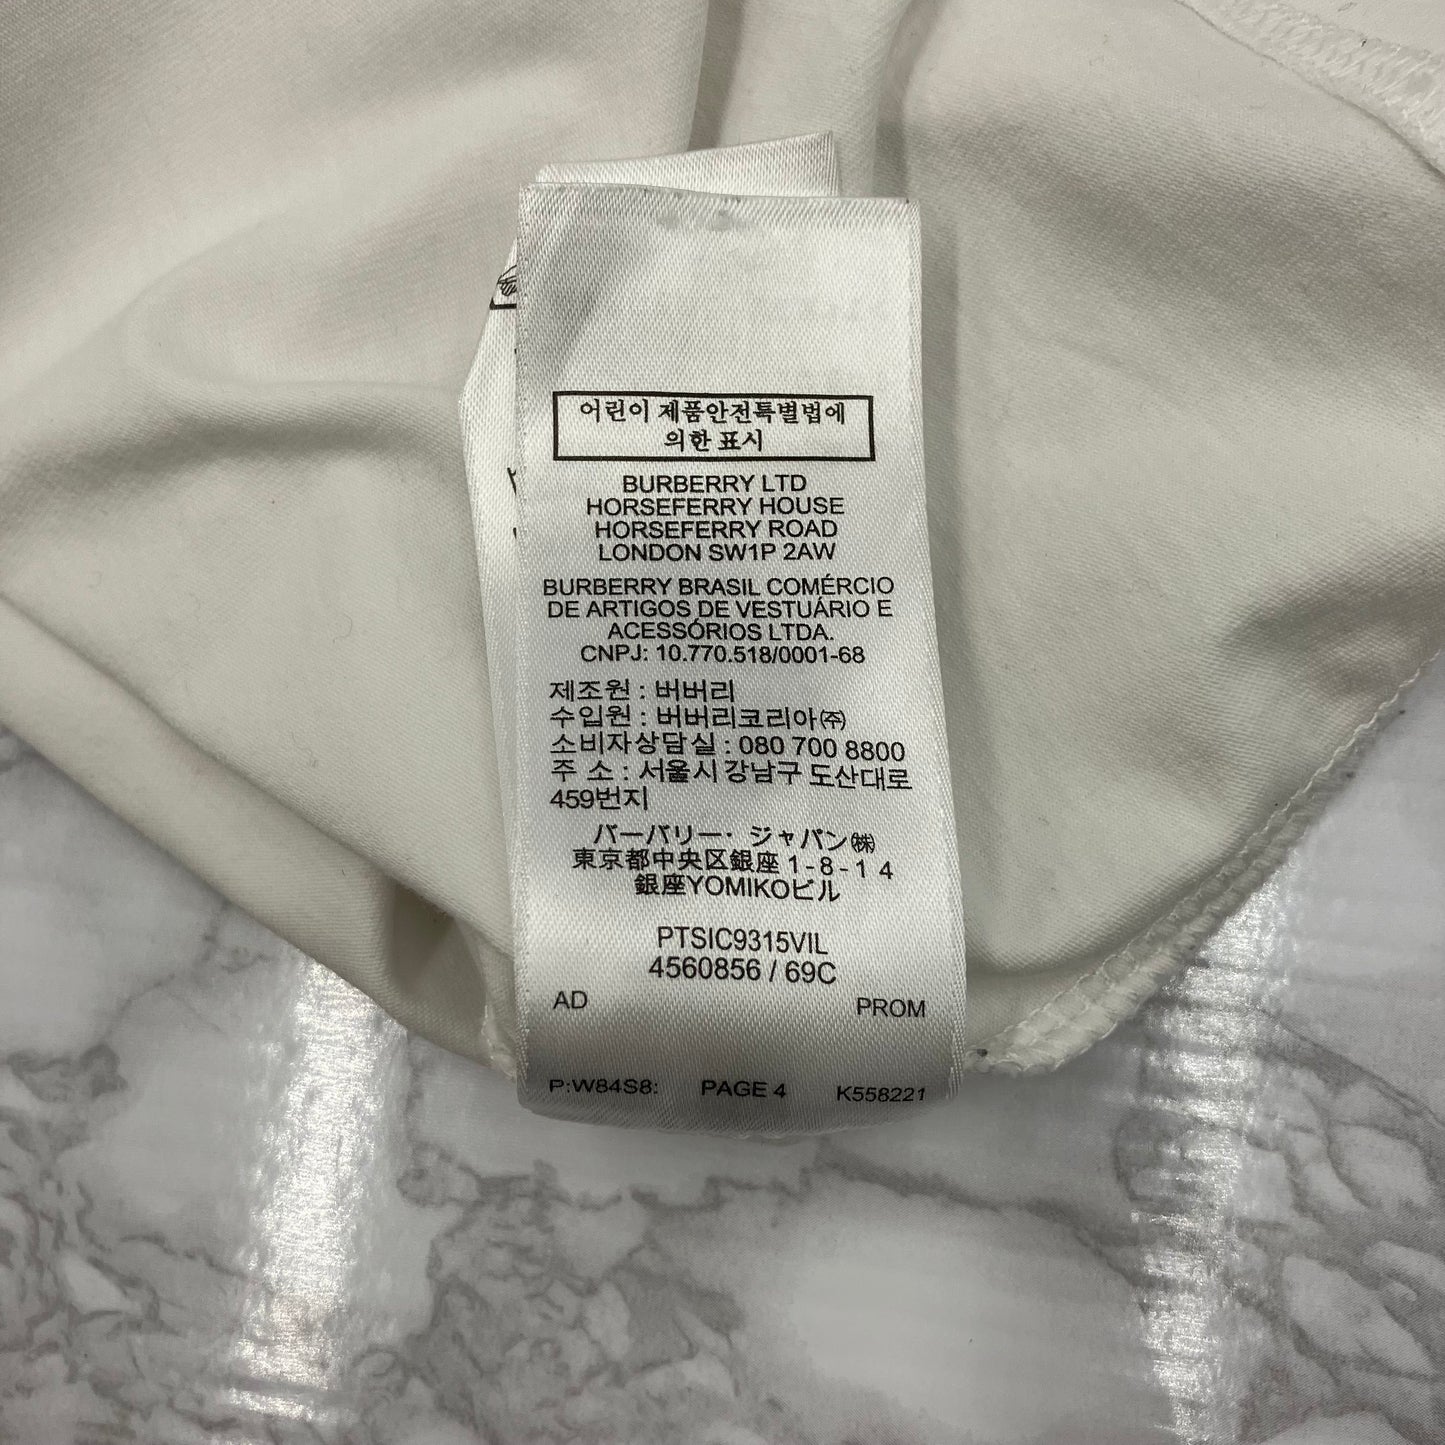 어린이 제품안전특별법에
의한 표시
BURBERRY LTD
HORSEFERRY HOUSE
HORSEFERRY ROAD
LONDON SW1P 2AW
BURBERRY BRASIL COMÉRCIO
DE ARTIGOS DE VESTUÁRIO E
ACESSÓRIOS LTDA.
CNPJ: 10.770.518/0001-68
제조원 : 버버리
수입원 : 버버리코리아㈜
소비자상담실 : 080 700 8800
주 소 : 서울시 강남구 도산대로
459번지
バーバリー・ジャパン㈱
東京都中央区銀座1-8-14
銀座YOMIKOビル
PTSIC9315VIL
4560856 / 69C
AD PROM
P:W84S8: PAGE 4 K558221